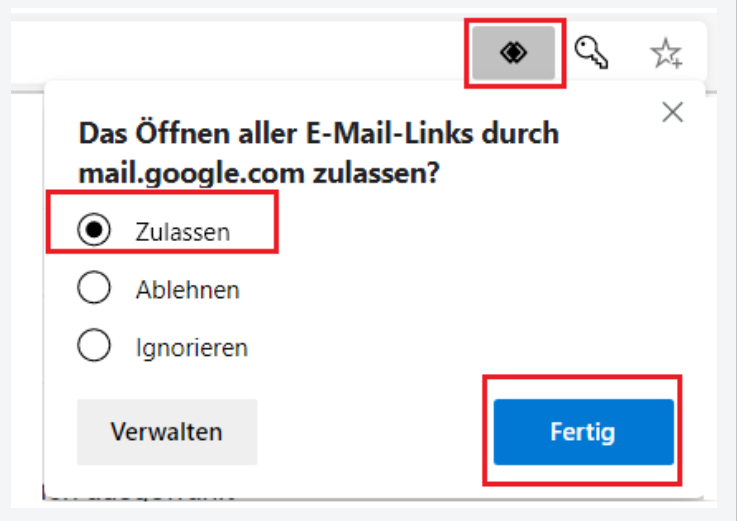 Das Öffnen aller E-Mail-Links durch
mail.google.com zulassen?
Zulassen
Ablehnen
Ignorieren
Verwalten
Fertig